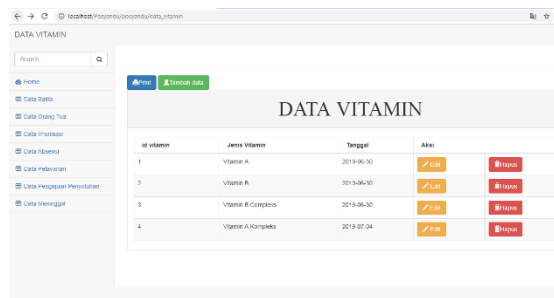 localhost/Posyandu/posyandu/data_vitamin
DATA VITAMIN
Search
Home
Data Balita
Data Orang Tua
Data Imunisasi
Data Absensi
Data Pelayanan
Data Pengajuan Penyuluhan
Data Meninggal
Print Tambah data
DATA VITAMIN
id vitamin Jenis Vitamin Tanggal Aksi
1 Vitamin A 2019-06-30 Edit Hapus
2 Vitamin B 2019-06-30 Edit Hapus
3 Vitamin B Compleks 2019-06-30 Edit Hapus
4 Vitamin A Kompleks 2019-07-04 Edit Hapus